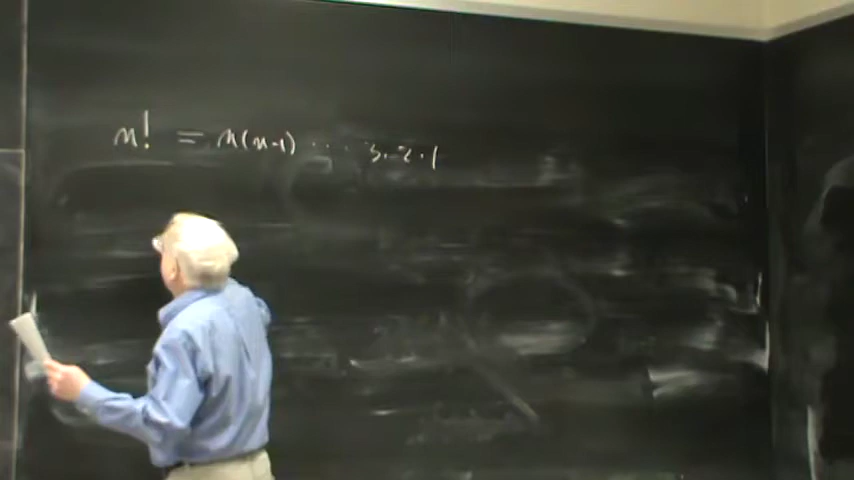 n! = n(n-1) .... 3.2.1